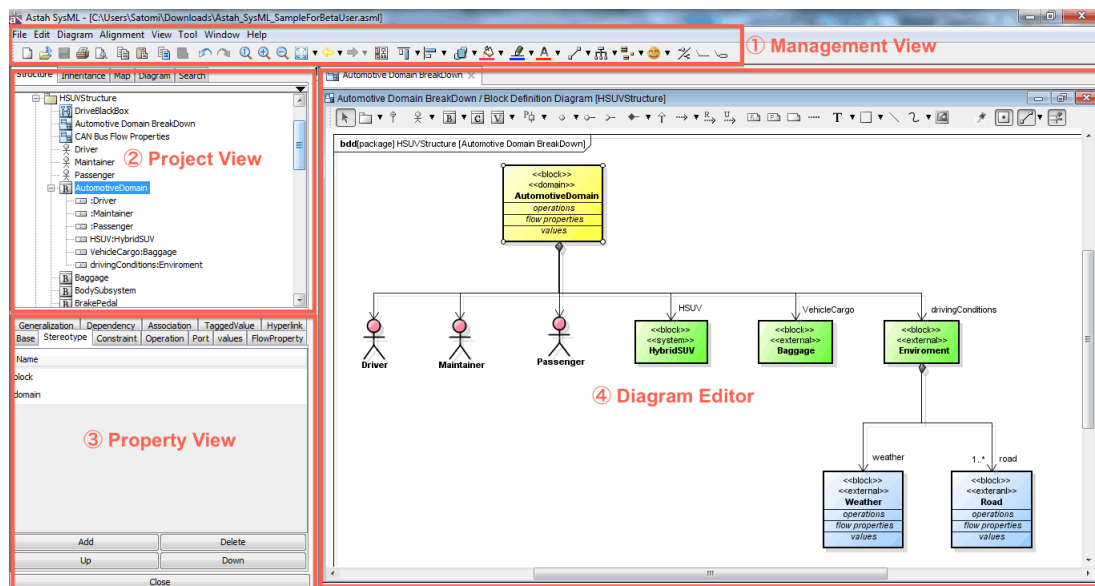 Astah SysML - [C:\Users\Satomi\Downloads\Astah_SysML_SampleForBetaUser.asml]
File Edit Diagram Alignment View Tool Window Help
① Management View
Structure Inheritance Map Diagram Search
HSUVStructure
DriveBlackBox
Automotive Domain BreakDown
CAN Bus Flow Properties
Driver
Maintainer
Passenger
AutomotiveDomain
:Driver
:Maintainer
:Passenger
HSUV:HybridSUV
VehicleCargo:Baggage
drivingConditions:Enviroment
Baggage
BodySubsystem
BrakePedal
② Project View
Generalization Dependency Association TaggedValue Hyperlink
Base Stereotype Constraint Operation Port values FlowProperty
Name
block
domain
③ Property View
Add Delete
Up Down
Close
Automotive Domain BreakDown
Automotive Domain BreakDown / Block Definition Diagram [HSUVStructure]
bdd[package] HSUVStructure [Automotive Domain BreakDown]
<<block>>
<<domain>>
AutomotiveDomain
operations
flow properties
values
HSUV VehicleCargo drivingConditions
Driver
Maintainer
Passenger
<<block>>
<<system>>
HybridSUV
<<block>>
<<external>>
Baggage
<<block>>
<<external>>
Enviroment
④ Diagram Editor
weather 1..* road
<<block>>
<<external>>
Weather
operations
flow properties
values
<<block>>
<<exteranl>>
Road
operations
flow properties
values